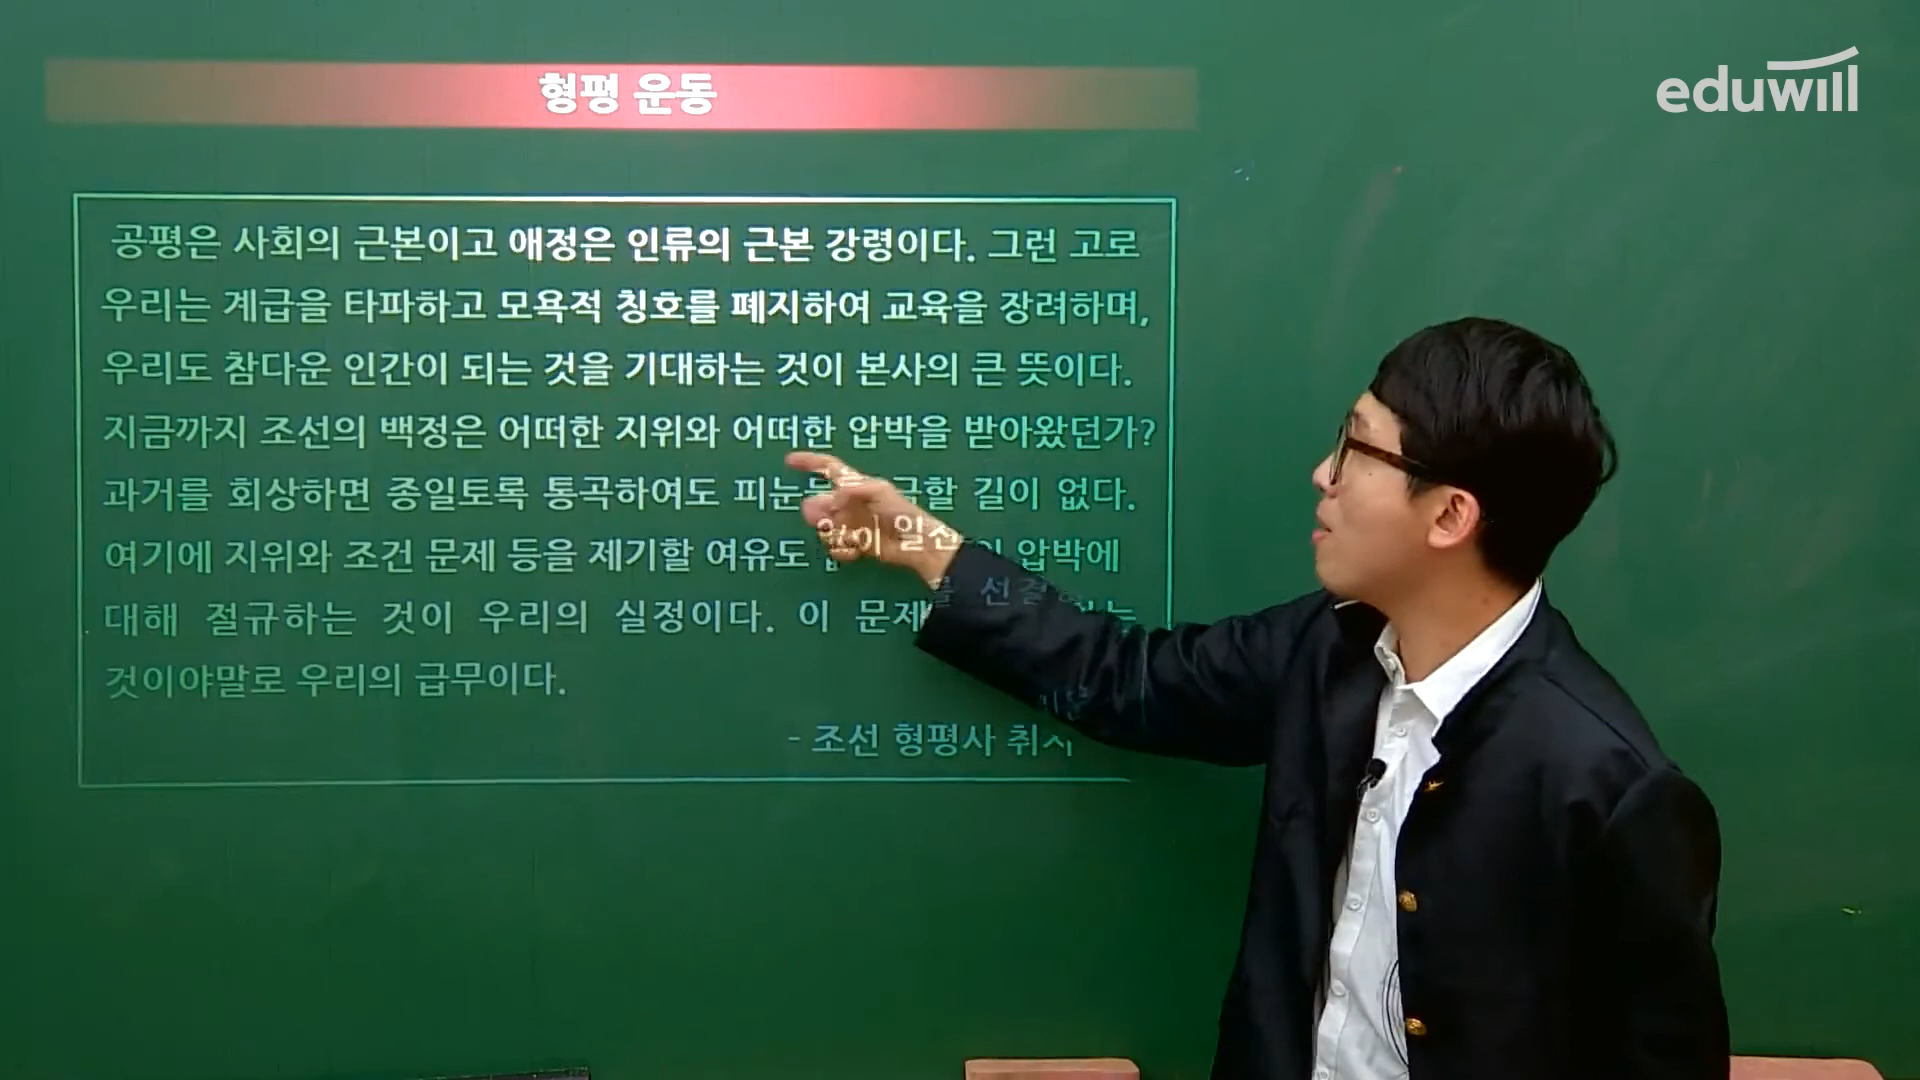 형평 운동
eduwill
공평은 사회의 근본이고 애정은 인류의 근본 강령이다. 그런 고로
우리는 계급을 타파하고 모욕적 칭호를 폐지하여 교육을 장려하며,
우리도 참다운 인간이 되는 것을 기대하는 것이 본사의 큰 뜻이다.
지금까지 조선의 백정은 어떠한 지위와 어떠한 압박을 받아왔던가?
과거를 회상하면 종일토록 통곡하여도 피눈물 금할 길이 없다.
여기에 지위와 조건 문제 등을 제기할 여유도 없이 일전 압박에
대해 절규하는 것이 우리의 실정이다. 이 문제를 선결
것이야말로 우리의 급무이다.
- 조선 형평사 취지